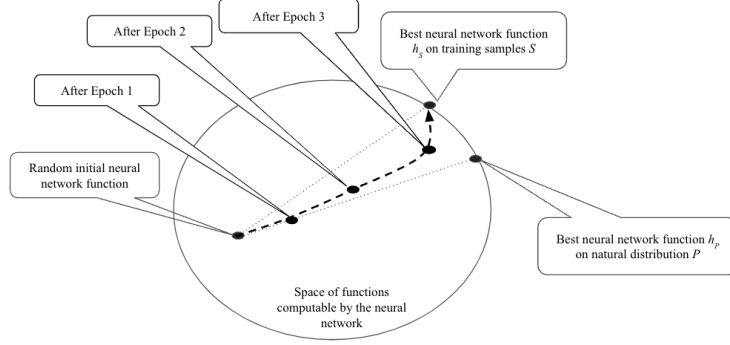 After Epoch 3
After Epoch 2
Best neural network function
h_S on training samples S
After Epoch 1
Random initial neural
network function
Best neural network function h_P
on natural distribution P
Space of functions
computable by the neural
network